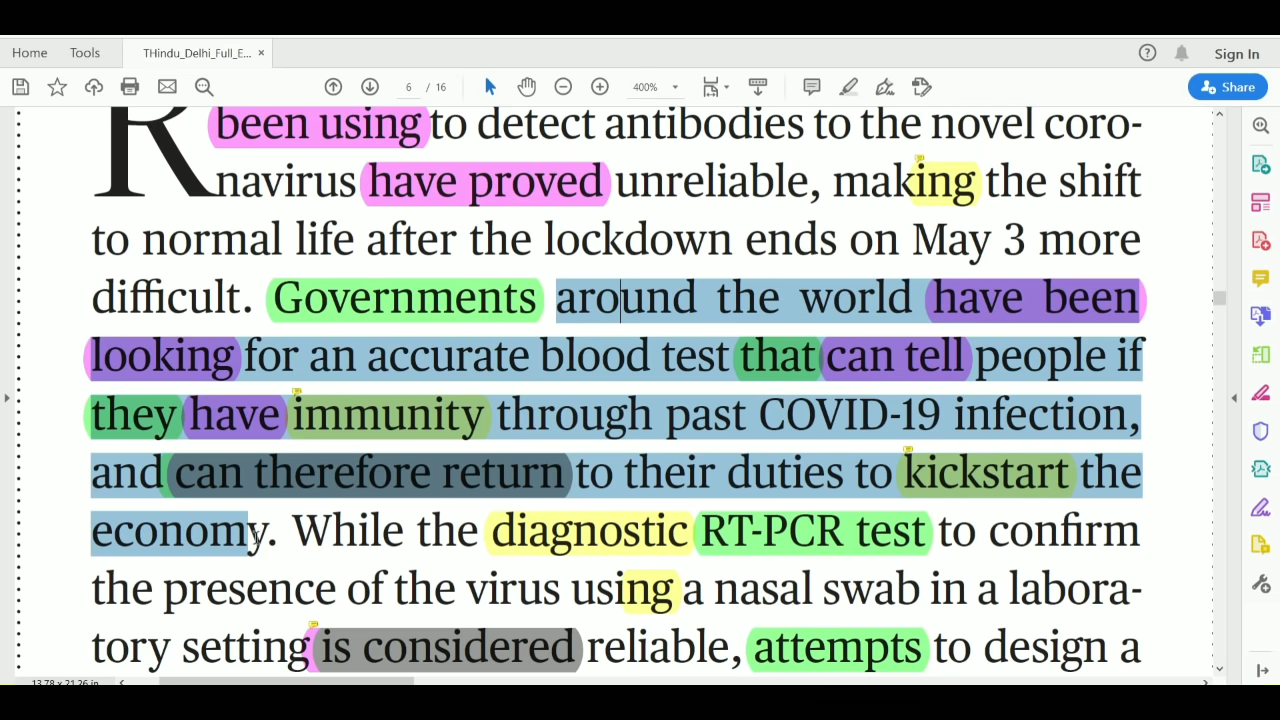 Home Tools THindu_Delhi_Full_E... × Sign In
6 / 16 400% Share
R been using to detect antibodies to the novel coro-
navirus have proved unreliable, making the shift
to normal life after the lockdown ends on May 3 more
difficult. Governments around the world have been
looking for an accurate blood test that can tell people if
they have immunity through past COVID-19 infection,
and can therefore return to their duties to kickstart the
economy. While the diagnostic RT-PCR test to confirm
the presence of the virus using a nasal swab in a labora-
tory setting is considered reliable, attempts to design a
13.78 x 21.26 in